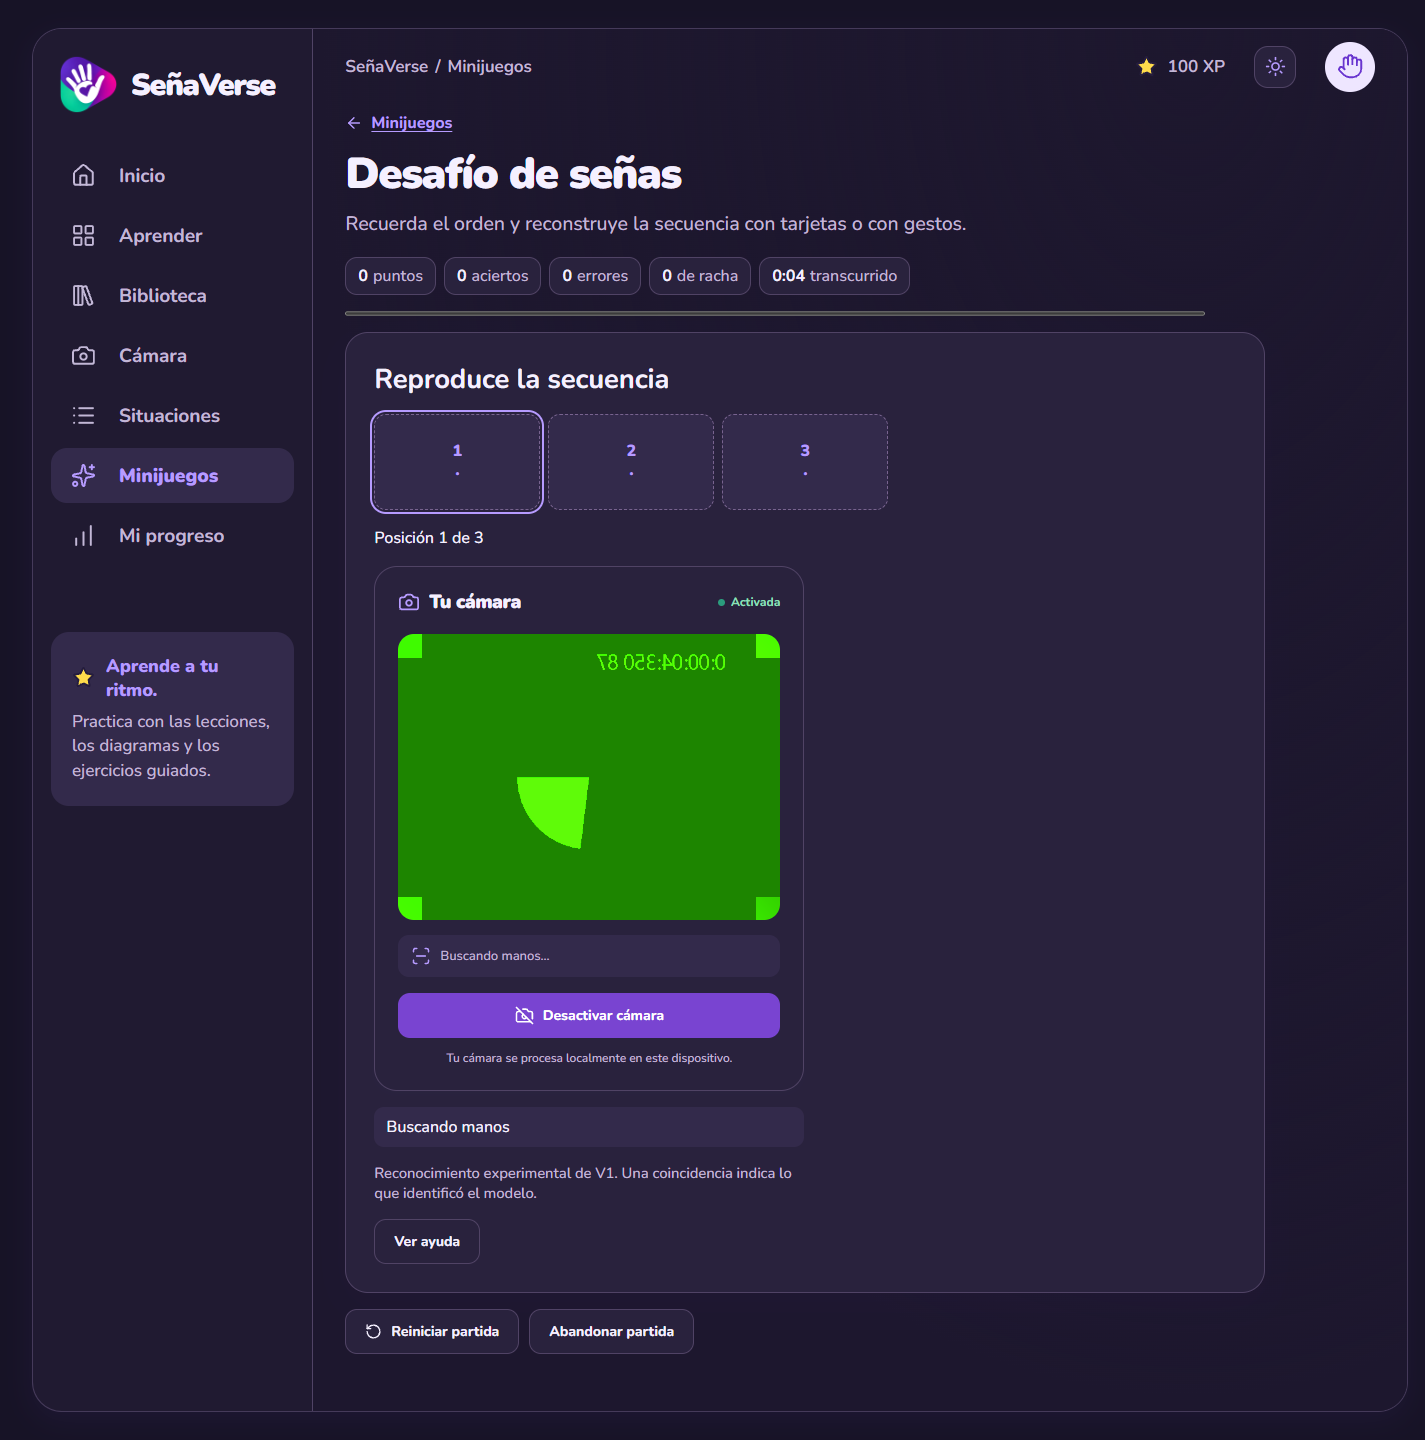 SeñaVerse
Inicio
Aprender
Biblioteca
Cámara
Situaciones
Minijuegos
Mi progreso
Aprende a tu
ritmo.
Practica con las lecciones,
los diagramas y los
ejercicios guiados.
SeñaVerse / Minijuegos
100 XP
Minijuegos
Desafío de señas
Recuerda el orden y reconstruye la secuencia con tarjetas o con gestos.
0 puntos
0 aciertos
0 errores
0 de racha
0:04 transcurrido
Reproduce la secuencia
1
2
3
Posición 1 de 3
Tu cámara
Activada
0:00:04:350 87
Buscando manos...
Desactivar cámara
Tu cámara se procesa localmente en este dispositivo.
Buscando manos
Reconocimiento experimental de V1. Una coincidencia indica lo
que identificó el modelo.
Ver ayuda
Reiniciar partida
Abandonar partida